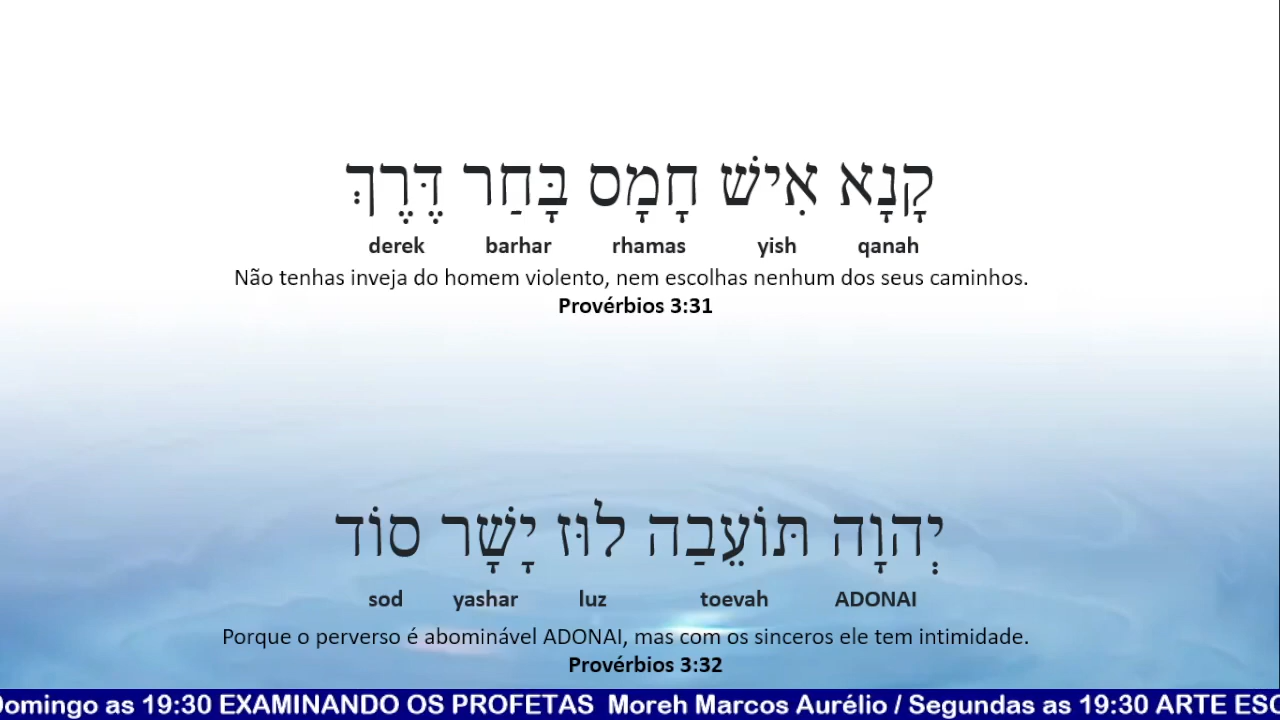 קָנָא אִישׁ חָמָס בָּחַר דֶּרֶךְ
derek barhar rhamas yish qanah
Não tenhas inveja do homem violento, nem escolhas nenhum dos seus caminhos.
Provérbios 3:31
יְהוָה תּוֹעֵבַה לוּז יָשָׁר סוֹד
sod yashar luz toevah ADONAI
Porque o perverso é abominável ADONAI, mas com os sinceros ele tem intimidade.
Provérbios 3:32
Domingo as 19:30 EXAMINANDO OS PROFETAS Moreh Marcos Aurélio / Segundas as 19:30 ARTE ESC